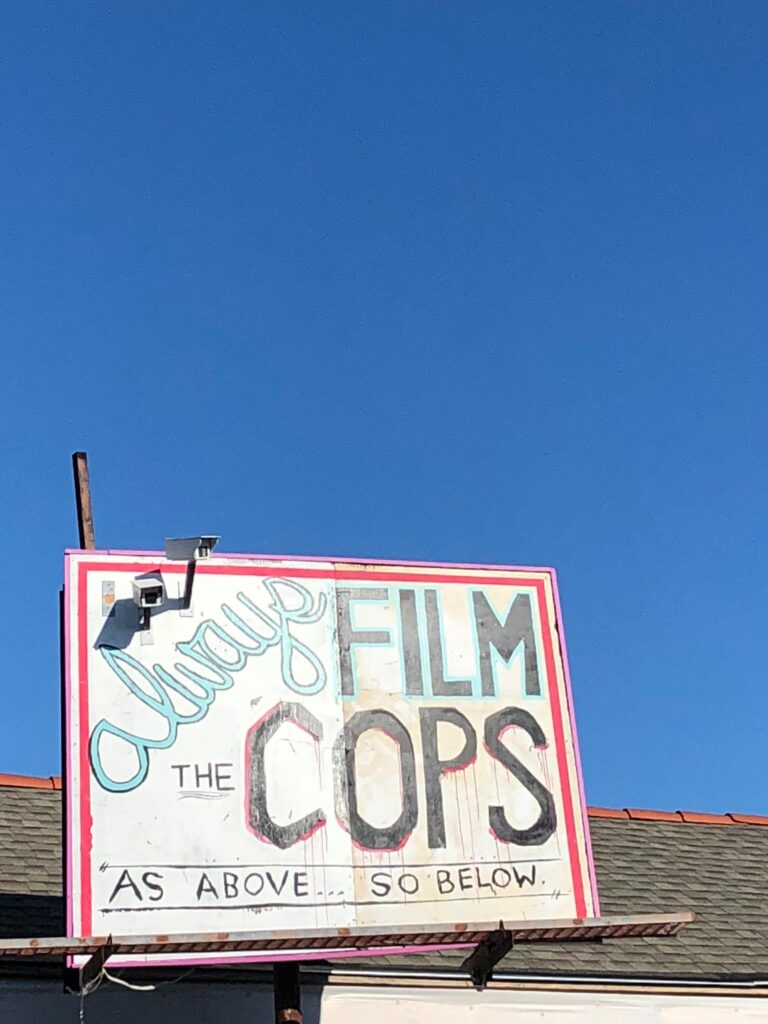 always FILM
THE COPS
"AS ABOVE... SO BELOW."